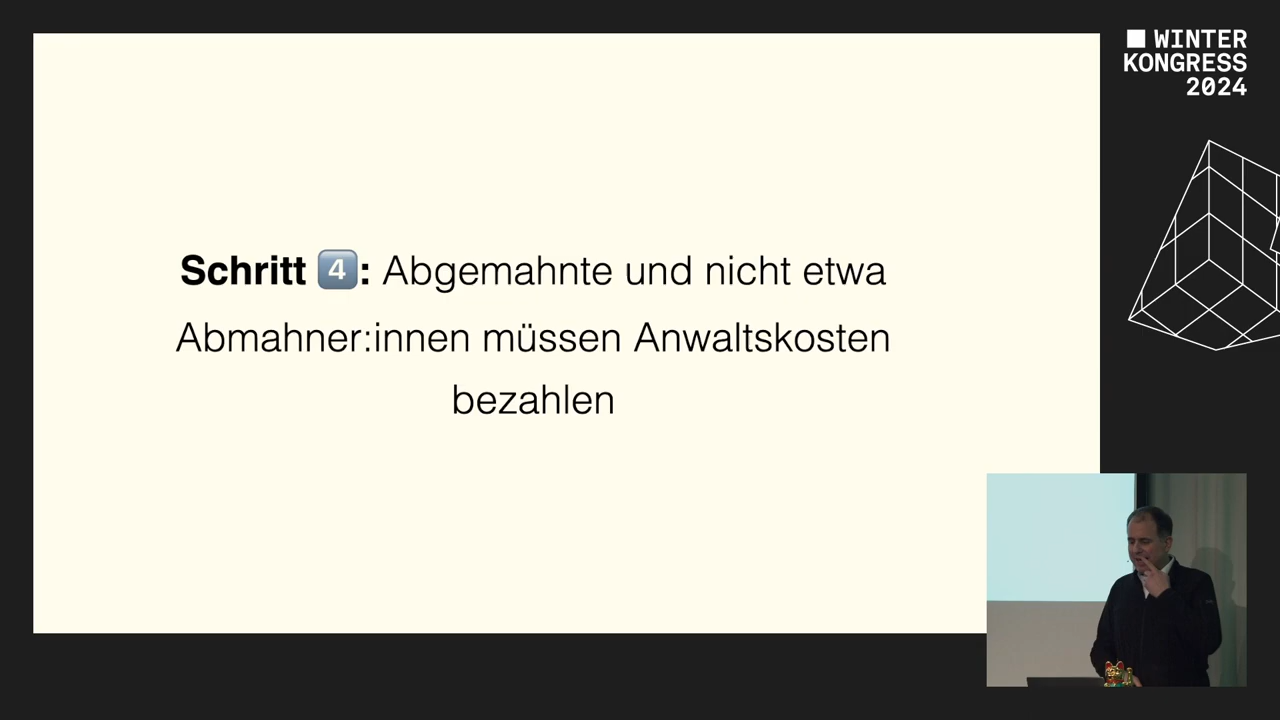 WINTER
KONGRESS
2024
Schritt 4️⃣: Abgemahnte und nicht etwa
Abmahner:innen müssen Anwaltskosten
bezahlen